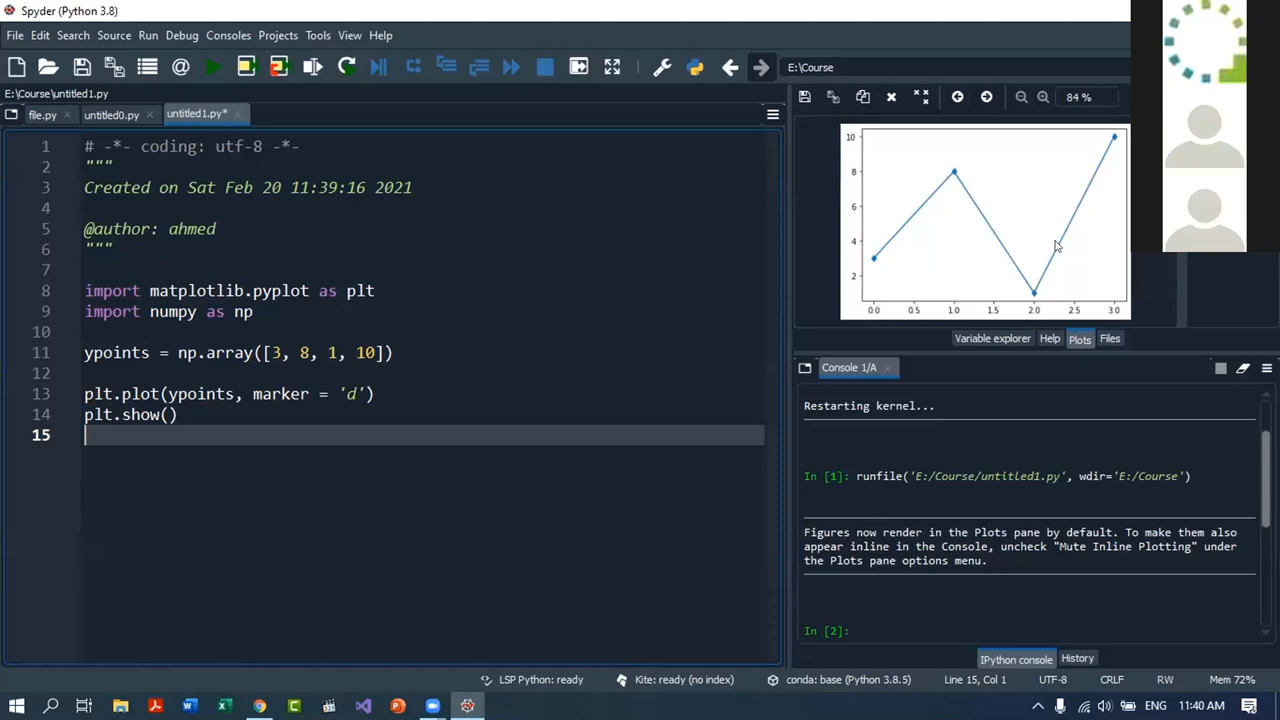 Spyder (Python 3.8)
File Edit Search Source Run Debug Consoles Projects Tools View Help
E:\Course
E:\Course\untitled1.py
file.py untitled0.py untitled1.py*
84 %
1 # -*- coding: utf-8 -*-
2 """
3 Created on Sat Feb 20 11:39:16 2021
4
5 @author: ahmed
6 """
7
8 import matplotlib.pyplot as plt
9 import numpy as np
10
11 ypoints = np.array([3, 8, 1, 10])
12
13 plt.plot(ypoints, marker = 'd')
14 plt.show()
15
10
8
6
4
2
0.0 0.5 1.0 1.5 2.0 2.5 3.0
Variable explorer Help Plots Files
Console 1/A
Restarting kernel...
In [1]: runfile('E:/Course/untitled1.py', wdir='E:/Course')
Figures now render in the Plots pane by default. To make them also
appear inline in the Console, uncheck "Mute Inline Plotting" under
the Plots pane options menu.
In [2]:
IPython console History
LSP Python: ready Kite: ready (no index) conda: base (Python 3.8.5) Line 15, Col 1 UTF-8 CRLF RW Mem 72%
ENG 11:40 AM